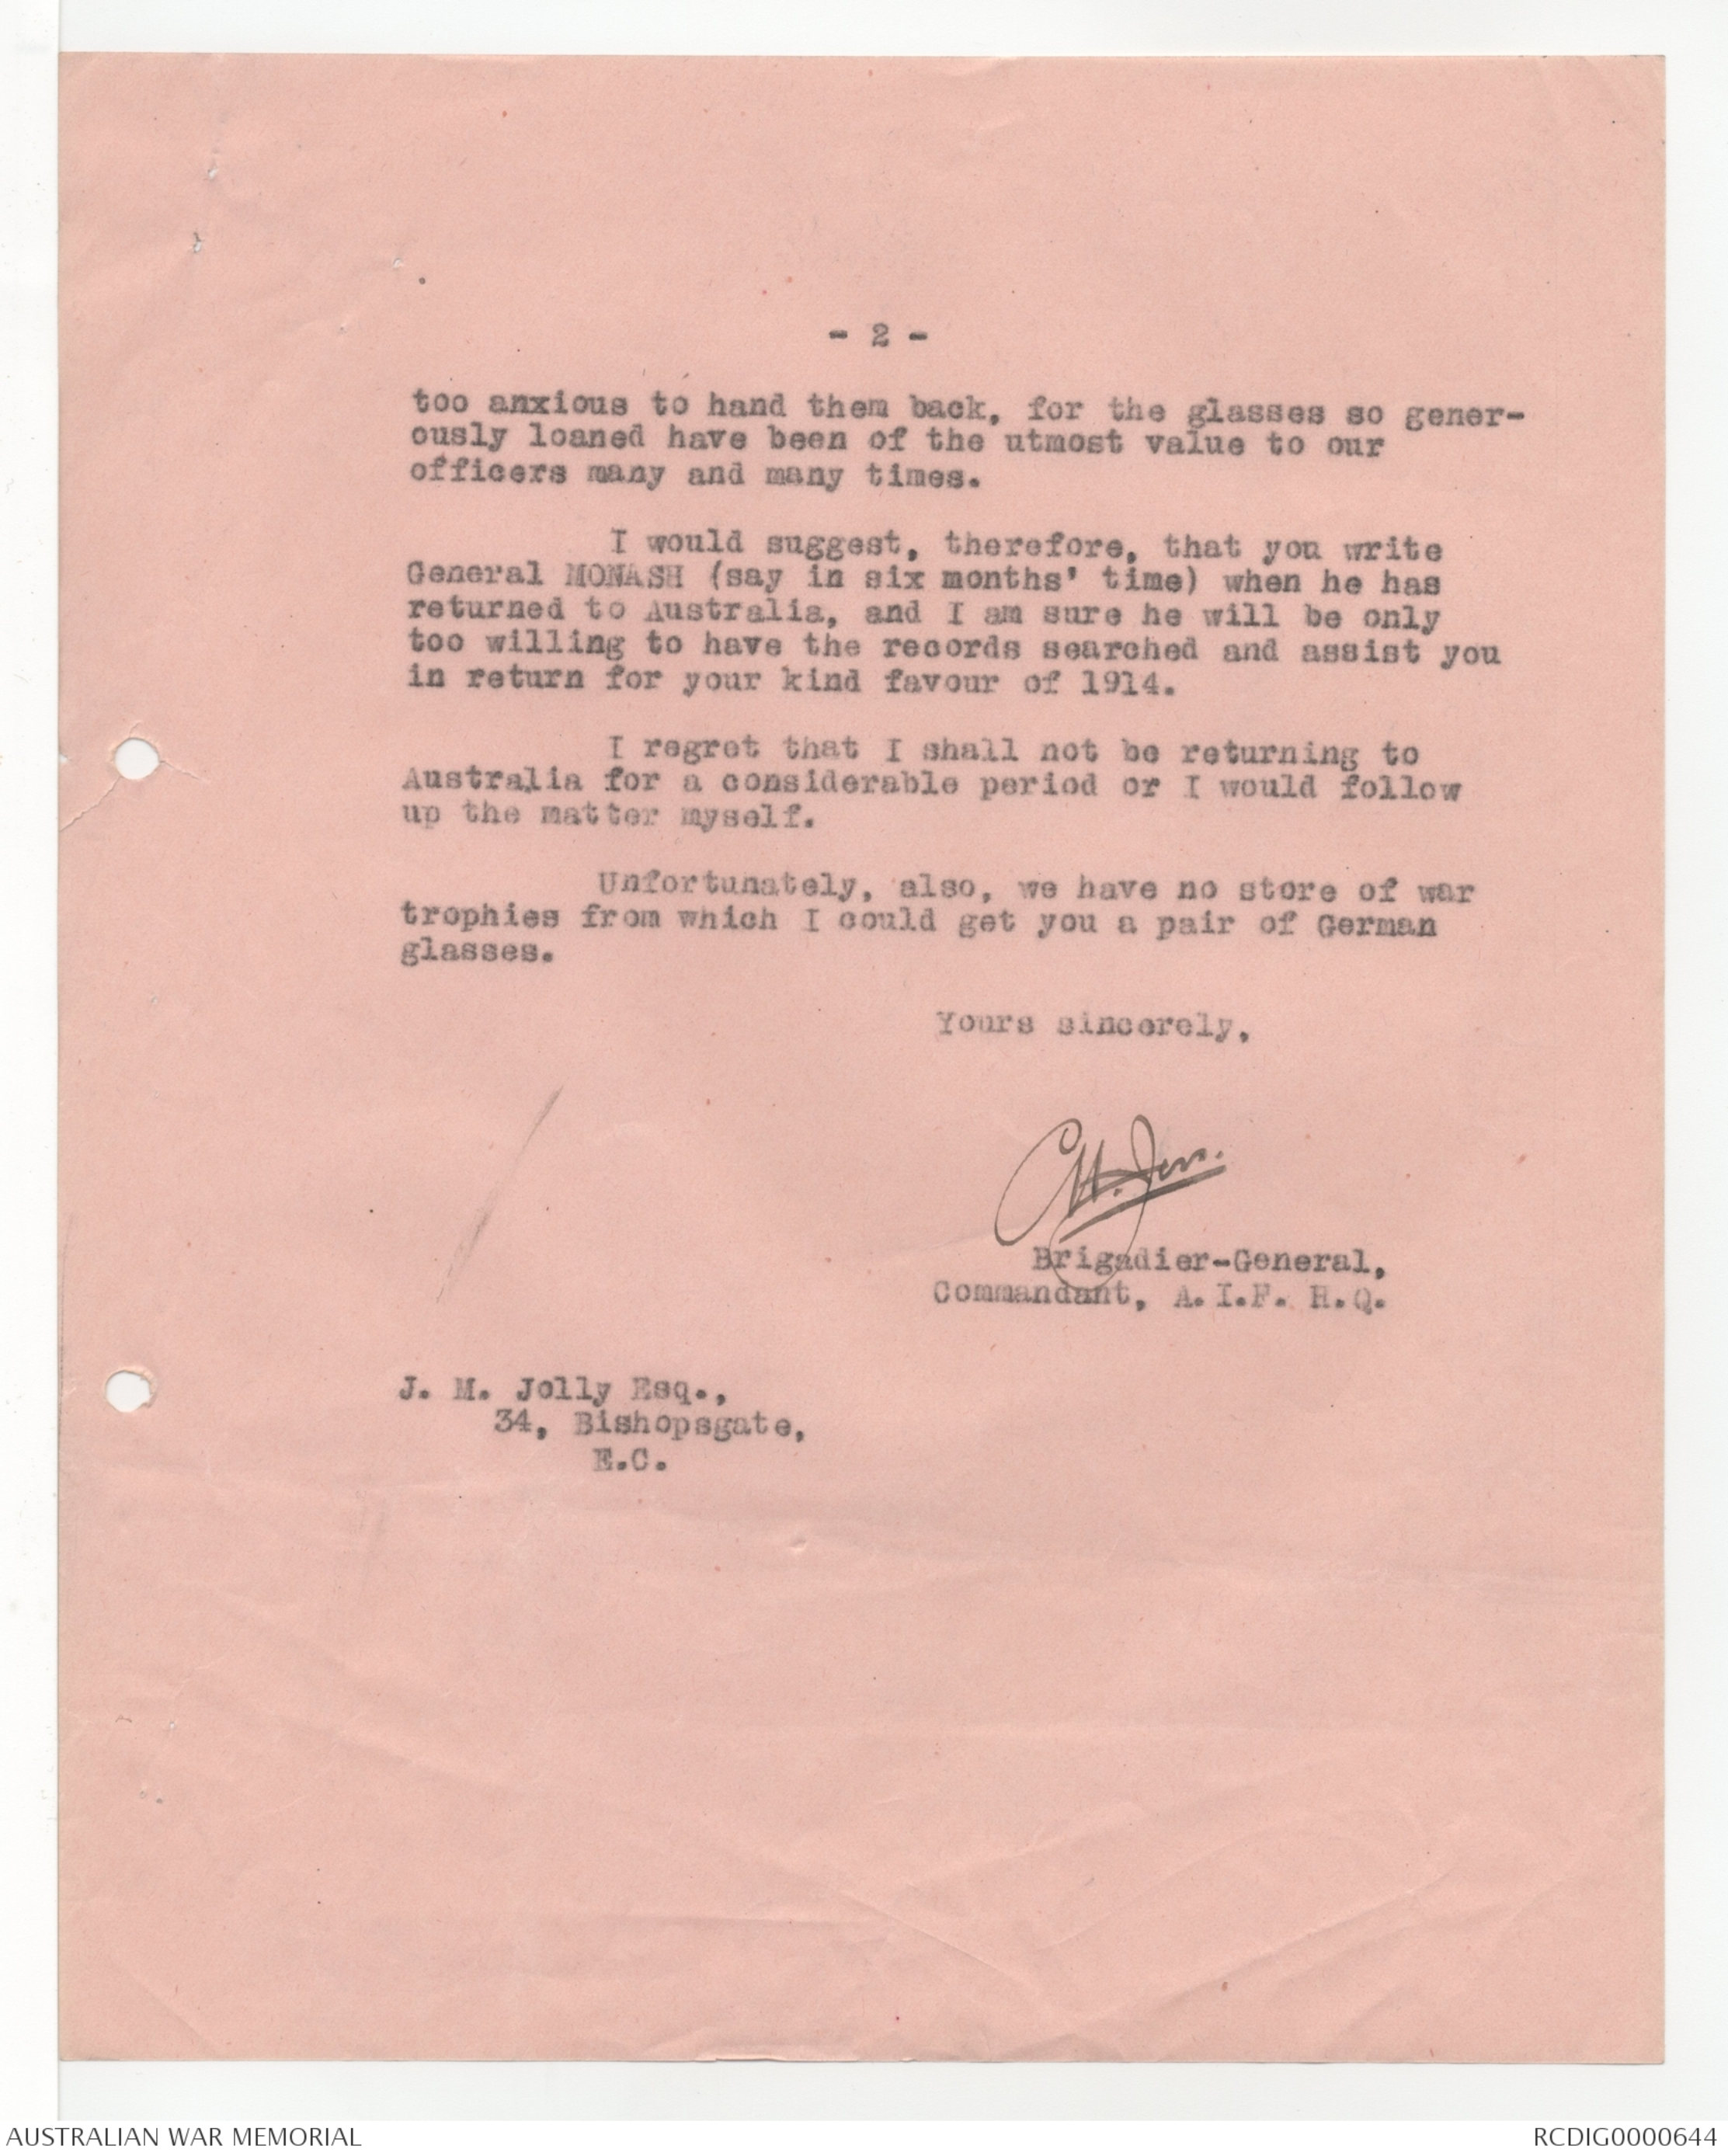 - 2 -
too anxious to hand them back, for the glasses so gener-
ously loaned have been of the utmost value to our
officers many and many times.
I would suggest, therefore, that you write
General MONASH (say in six months' time) when he has
returned to Australia, and I am sure he will be only
too willing to have the records searched and assist you
in return for your kind favour of 1914.
I regret that I shall not be returning to
Australia for a considerable period or I would follow
up the matter myself.
Unfortunately, also, we have no store of war
trophies from which I could get you a pair of German
glasses.
Yours sincerely,
Brigadier-General,
Commandant, A.I.F. H.Q.
J. M. Jolly Esq.,
34, Bishopsgate,
E.C.
AUSTRALIAN WAR MEMORIAL
RCDIG0000644